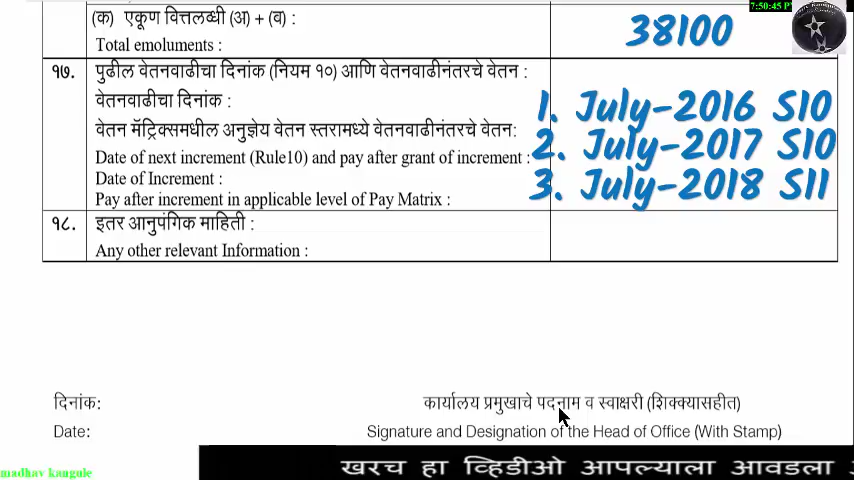 7:50:45 P
(क) एकूण वित्तलब्धी (अ) + (ब) :
Total emoluments :
38100
१७. पुढील वेतनवाढीचा दिनांक (नियम १०) आणि वेतनवाढीनंतरचे वेतन :
वेतनवाढीचा दिनांक :
वेतन मॅट्रिक्समधील अनुज्ञेय वेतन स्तरामध्ये वेतनवाढीनंतरचे वेतन:
Date of next increment (Rule10) and pay after grant of increment :
Date of Increment :
Pay after increment in applicable level of Pay Matrix :
1. July-2016 S10
2. July-2017 S10
3. July-2018 S11
१८. इतर आनुपंगिक माहिती :
Any other relevant Information :
दिनांक: कार्यालय प्रमुखाचे पदनाम व स्वाक्षरी (शिक्क्यासहीत)
Date: Signature and Designation of the Head of Office (With Stamp)
खरच हा व्हिडीओ आपल्याला आवडला
madhav kangule